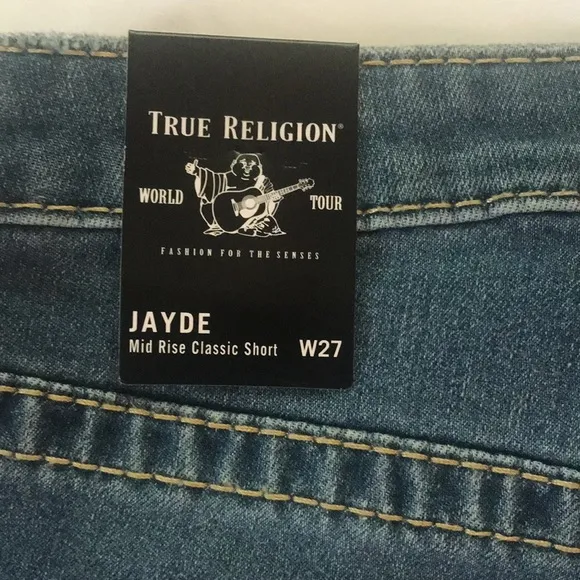 TRUE RELIGION®
WORLD TOUR
FASHION FOR THE SENSES
JAYDE
Mid Rise Classic Short W27